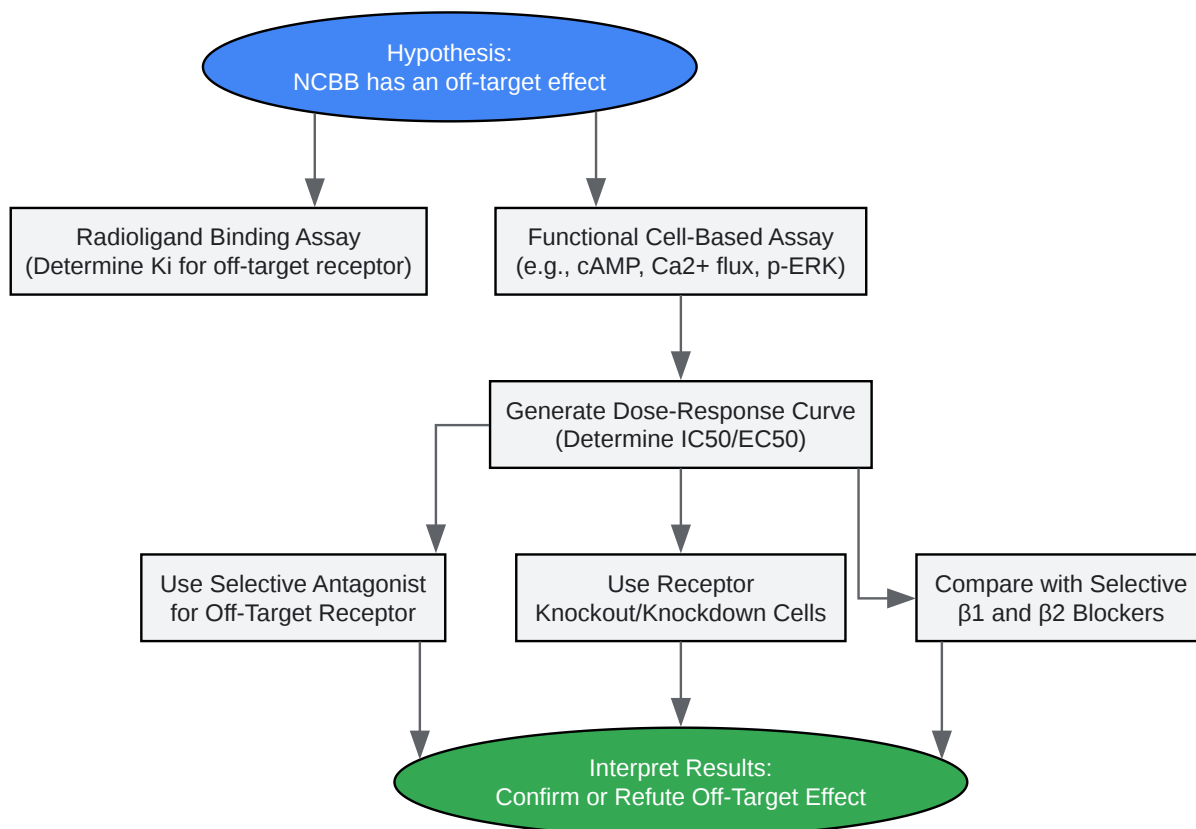 Hypothesis:
NCBB has an off-target effect
Radioligand Binding Assay
(Determine Ki for off-target receptor)
Functional Cell-Based Assay
(e.g., cAMP, Ca2+ flux, p-ERK)
Generate Dose-Response Curve
(Determine IC50/EC50)
Use Selective Antagonist
for Off-Target Receptor
Use Receptor
Knockout/Knockdown Cells
Compare with Selective
β1 and β2 Blockers
Interpret Results:
Confirm or Refute Off-Target Effect